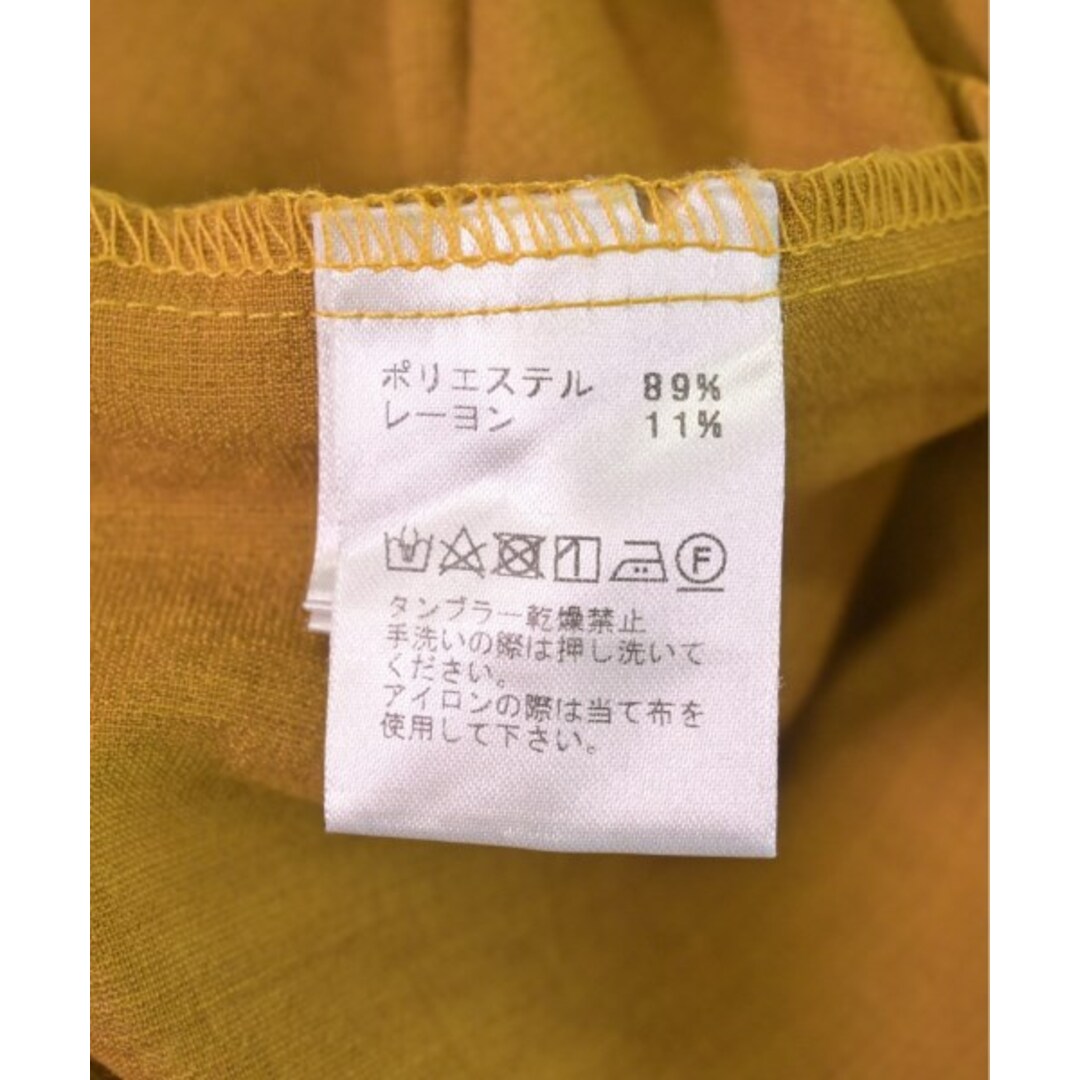 ポリエステル 89%
レーヨン 11%
F
タンブラー乾燥禁止
手洗いの際は押し洗いて
ください。
アイロンの際は当て布を
使用して下さい。